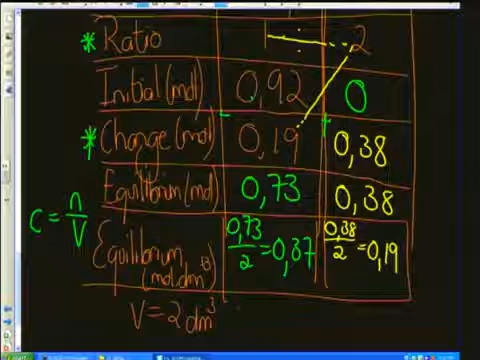 * Ratio 1 : 2
Initial (mol) 0,92 0
* Change (mol) 0,19 0,38
Equilibrium (mol) 0,73 0,38
c = n/V
Equilibrium (mol.dm⁻³) 0,73/2 = 0,37 0,38/2 = 0,19
V = 2 dm³